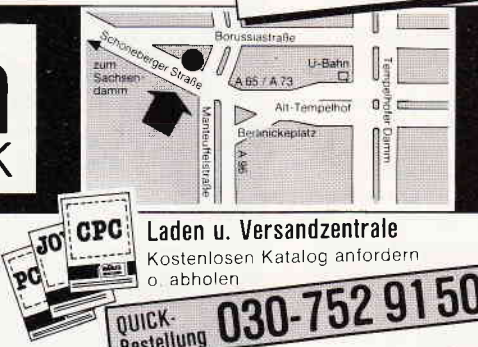 Borussiastraße
Schöneberger Straße
zum
Sachsen-
damm
U-Bahn
A 65 / A 73
Tempelhofer Damm
Alt-Tempelhof
Beranickeplatz
Manteuffelstraße
A 96
K
PC
JO
CPC
Laden u. Versandzentrale
Kostenlosen Katalog anfordern
o. abholen
QUICK-
Bestellung
030-752 91 50